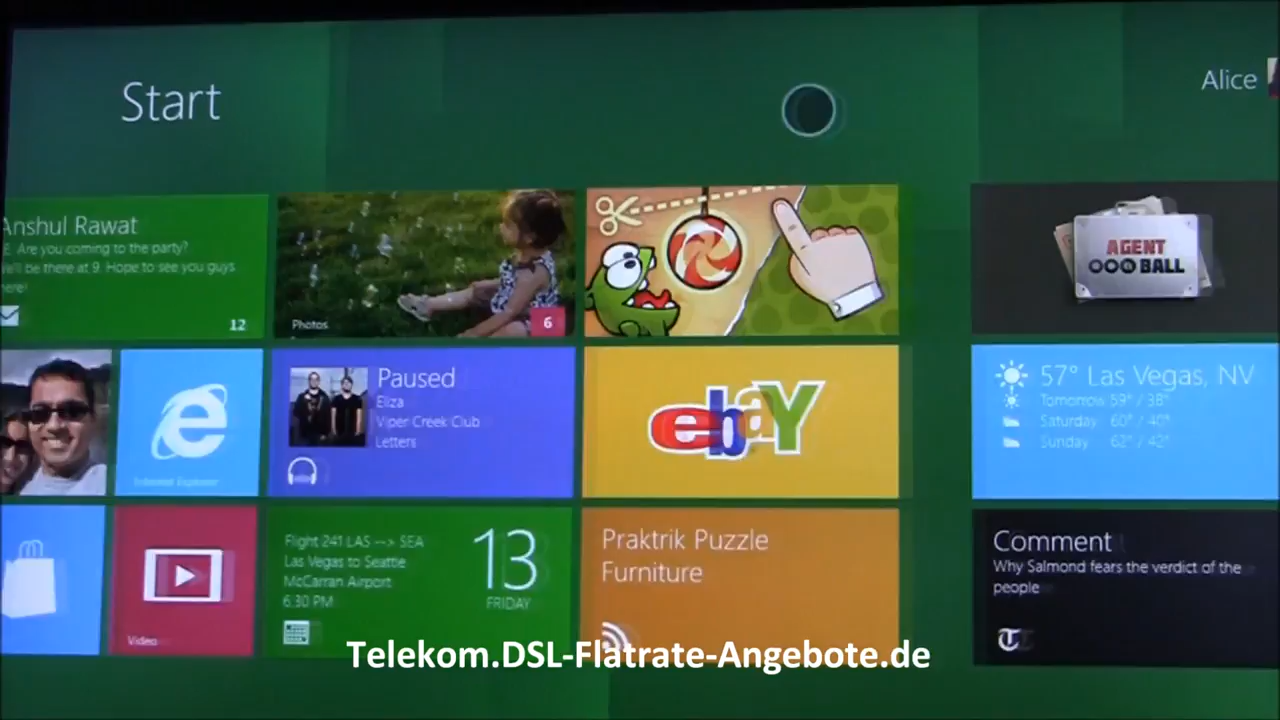 Start
Alice
Anshul Rawat
E. Are you coming to the party?
We'll be there at 9. Hope to see you guys
here!
12
Photos
6
AGENT
BALL
Internet Explorer
Paused
Eliza
Viper Creek Club
Letters
ebaY
57° Las Vegas, NV
Tomorrow 59° / 38°
Saturday 60° / 40°
Sunday 62° / 42°
Video
Flight 241 LAS --> SEA
Las Vegas to Seattle
McCarran Airport
6:30 PM
13
FRIDAY
Praktrik Puzzle
Furniture
Comment
Why Salmond fears the verdict of the
people
Telekom.DSL-Flatrate-Angebote.de